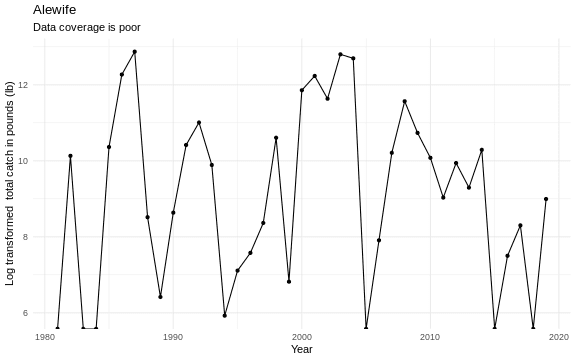 Alewife
Data coverage is poor
Log transformed  total catch in pounds (lb)
12
10
8
6
1980
1990
2000
2010
2020
Year